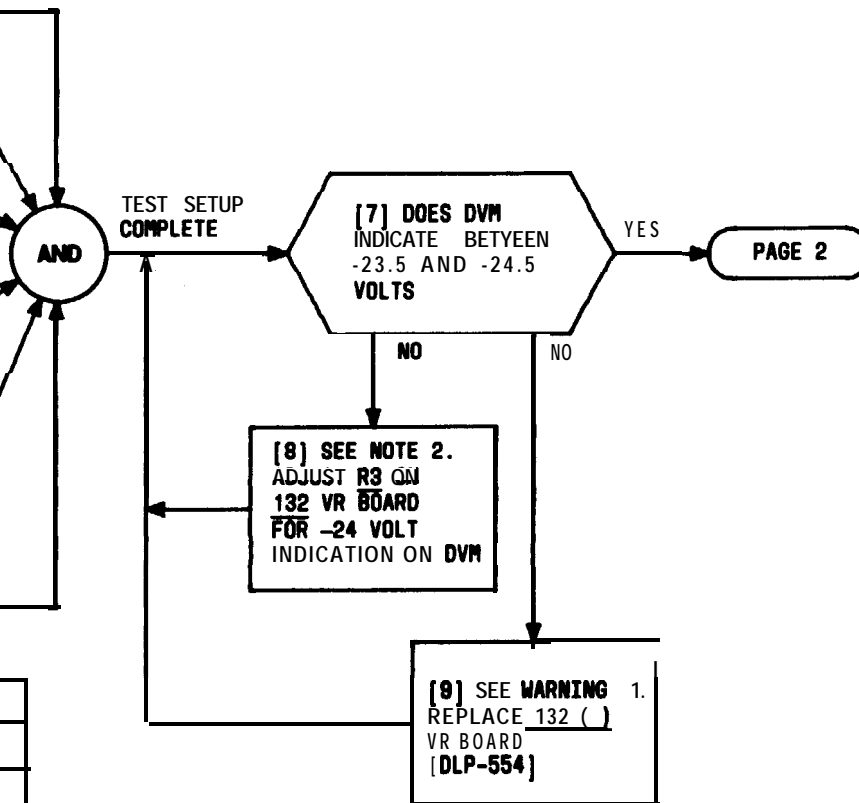 TEST SETUP
COMPLETE
AND
[7] DOES DVM
INDICATE BETYEEN
-23.5 AND -24.5
VOLTS
YES
PAGE 2
NO
NO
[8] SEE NOTE 2.
ADJUST R3 ON
132 VR BOARD
FOR -24 VOLT
INDICATION ON DVM
[9] SEE WARNING 1.
REPLACE 132 ( )
VR BOARD
[DLP-554]